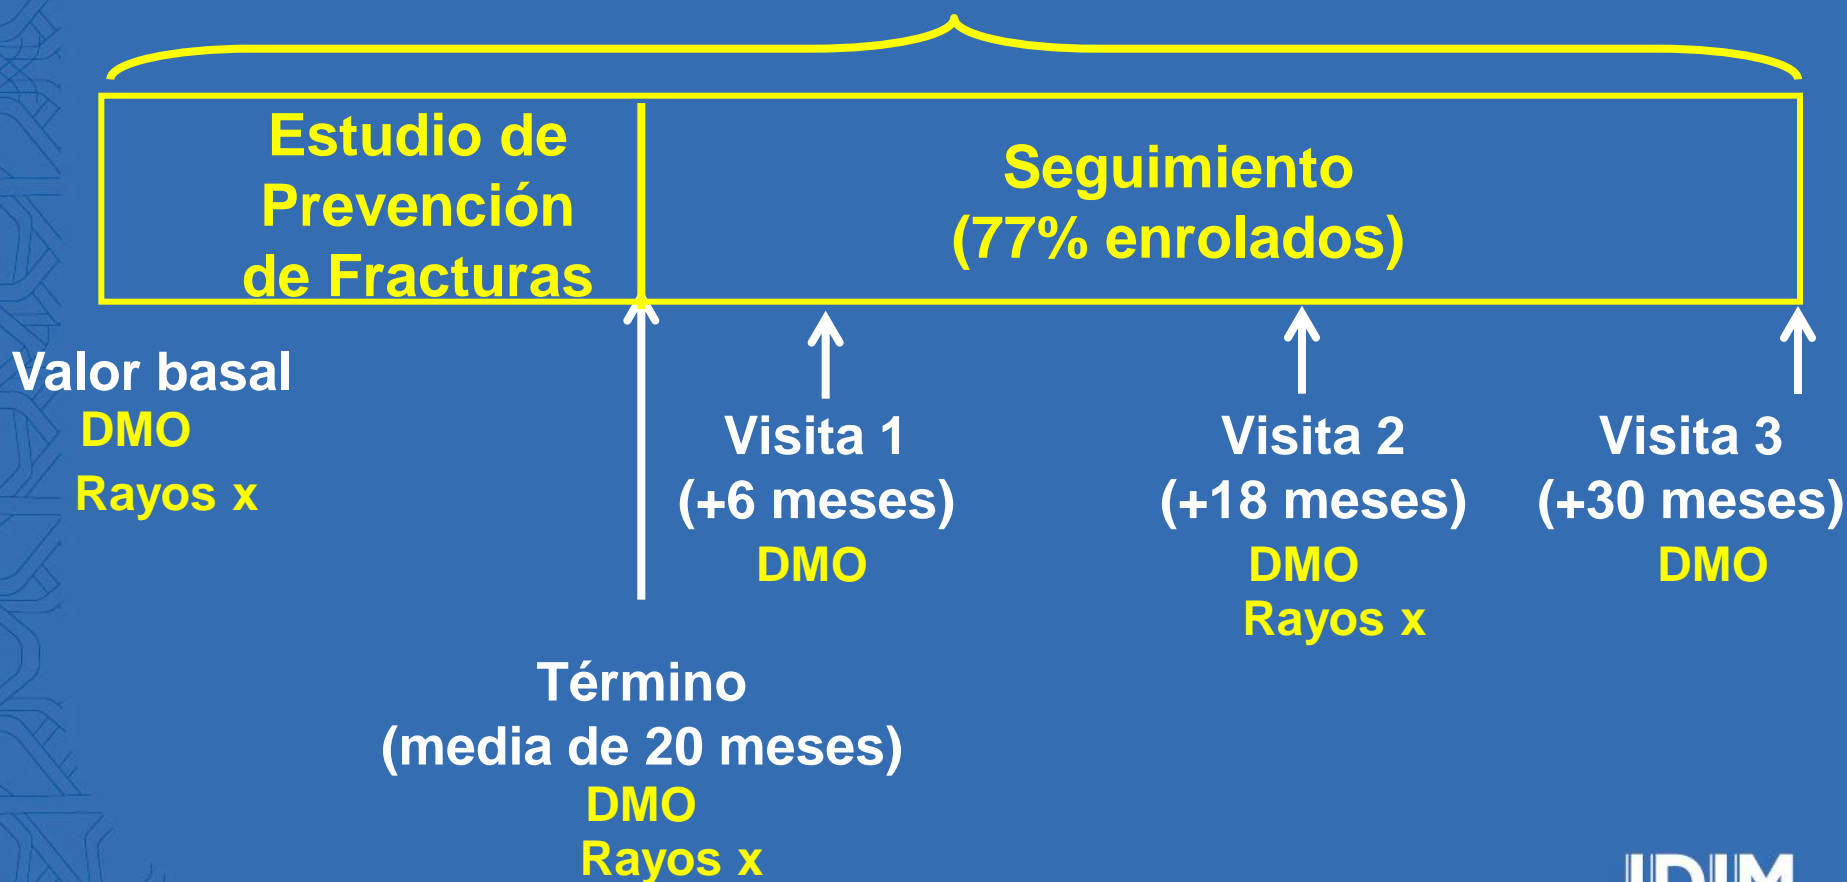 Estudio de
Prevención
de Fracturas
Seguimiento
(77% enrolados)
Valor basal
DMO
Rayos x
Término
(media de 20 meses)
DMO
Rayos x
Visita 1
(+6 meses)
DMO
Visita 2
(+18 meses)
DMO
Rayos x
Visita 3
(+30 meses)
DMO
IDIM